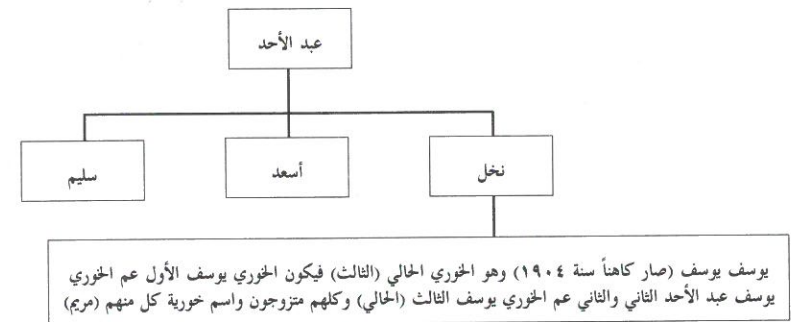 عبد الأحد
نخل
أسعد
سليم
يوسف يوسف (صار كاهناً سنة ١٩٠٤) وهو الخوري الحالي (الثالث) فيكون الخوري يوسف الأول عم الخوري
يوسف عبد الأحد الثاني والثاني عم الخوري يوسف الثالث (الحالي) وكلهم متزوجون واسم خورية كل منهم (مريم)